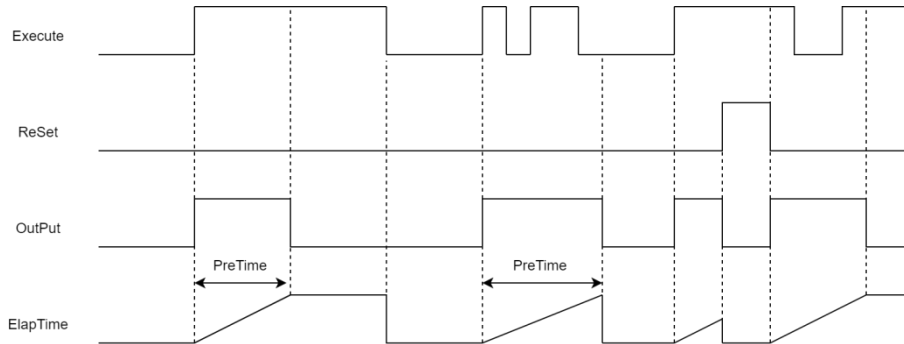 Execute
ReSet
OutPut
PreTime
PreTime
ElapTime